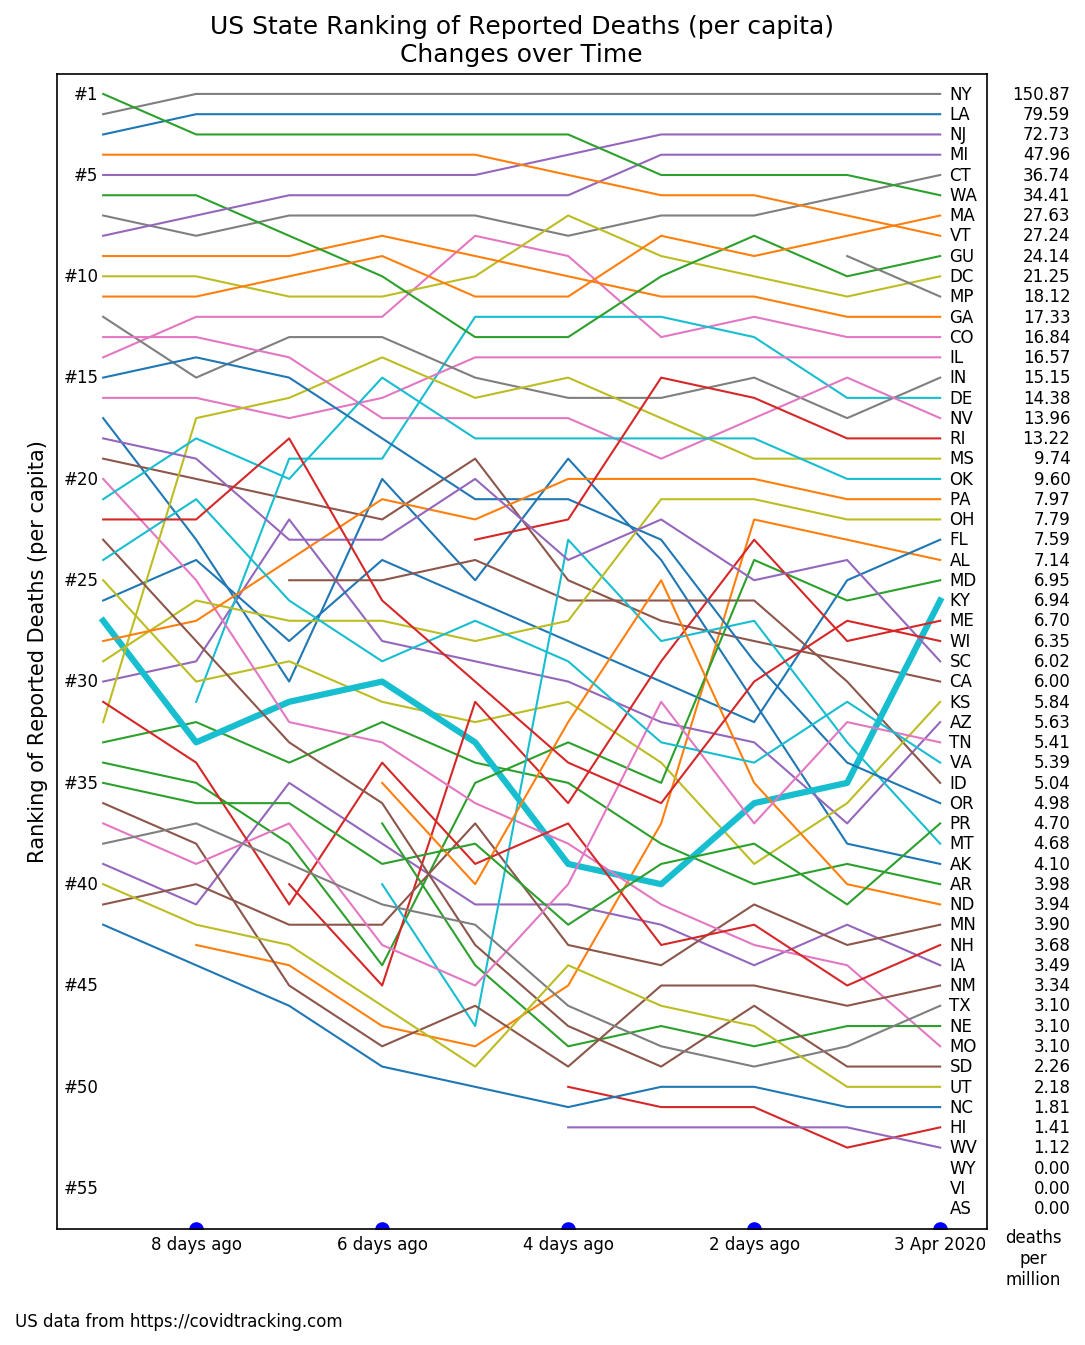 US State Ranking of Reported Deaths (per capita)
Changes over Time
Ranking of Reported Deaths (per capita)
#1
#5
#10
#15
#20
#25
#30
#35
#40
#45
#50
#55
NY 150.87
LA 79.59
NJ 72.73
MI 47.96
CT 36.74
WA 34.41
MA 27.63
VT 27.24
GU 24.14
DC 21.25
MP 18.12
GA 17.33
CO 16.84
IL 16.57
IN 15.15
DE 14.38
NV 13.96
RI 13.22
MS 9.74
OK 9.60
PA 7.97
OH 7.79
FL 7.59
AL 7.14
MD 6.95
KY 6.94
ME 6.70
WI 6.35
SC 6.02
CA 6.00
KS 5.84
AZ 5.63
TN 5.41
VA 5.39
ID 5.04
OR 4.98
PR 4.70
MT 4.68
AK 4.10
AR 3.98
ND 3.94
MN 3.90
NH 3.68
IA 3.49
NM 3.34
TX 3.10
NE 3.10
MO 3.10
SD 2.26
UT 2.18
NC 1.81
HI 1.41
WV 1.12
WY 0.00
VI 0.00
AS 0.00
8 days ago
6 days ago
4 days ago
2 days ago
3 Apr 2020
deaths
per
million
US data from https://covidtracking.com